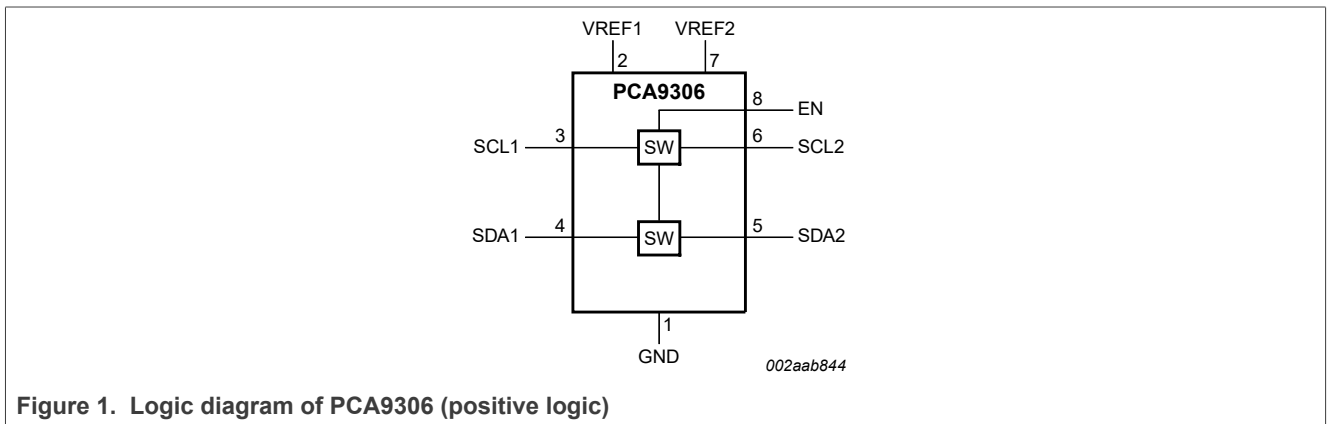 VREF1 VREF2
2 7
PCA9306
8 EN
SCL1 3 SW 6 SCL2
SDA1 4 SW 5 SDA2
1
GND
002aab844
Figure 1. Logic diagram of PCA9306 (positive logic)